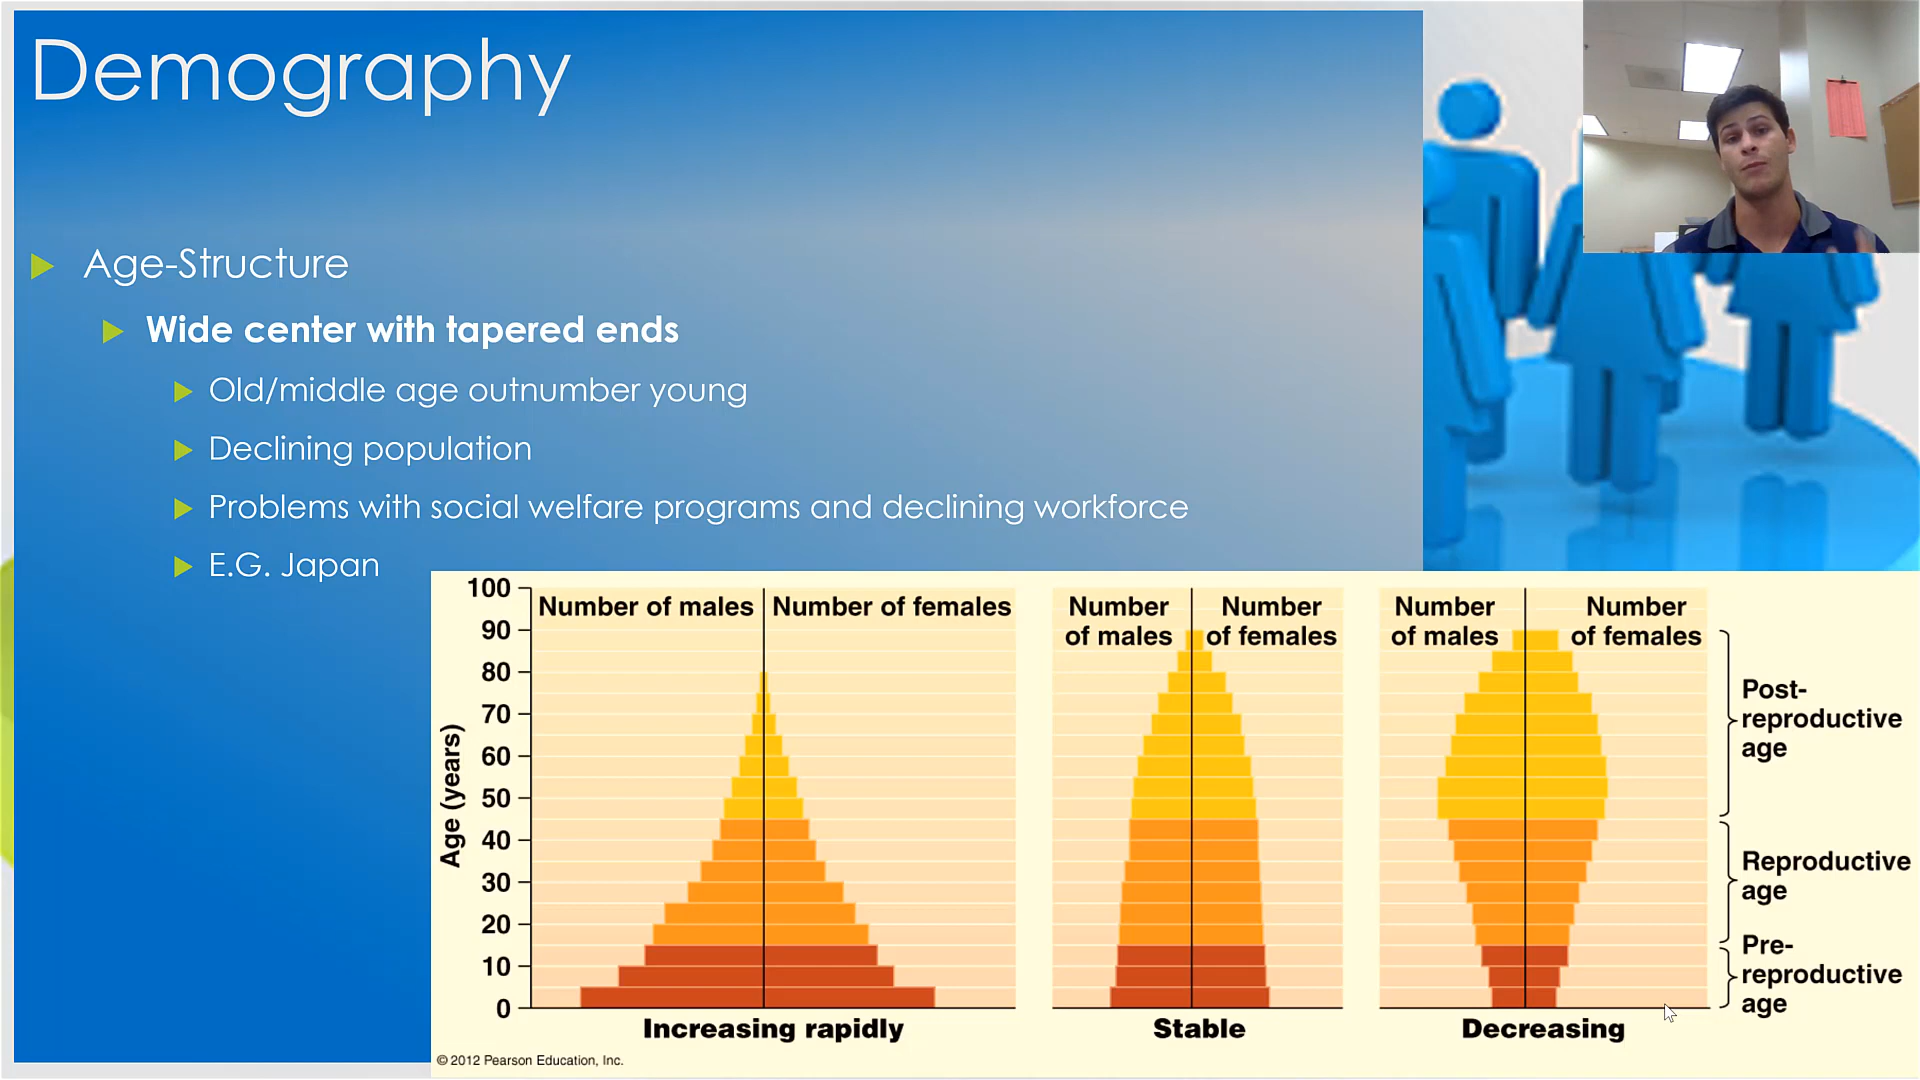 Demography
Age-Structure
Wide center with tapered ends
Old/middle age outnumber young
Declining population
Problems with social welfare programs and declining workforce
E.G. Japan
100
90
80
70
60
50
40
30
20
10
0
Age (years)
Number of males
Number of females
Increasing rapidly
Number
of males
Number
of females
Stable
Number
of males
Number
of females
Decreasing
Post-
reproductive
age
Reproductive
age
Pre-
reproductive
age
© 2012 Pearson Education, Inc.